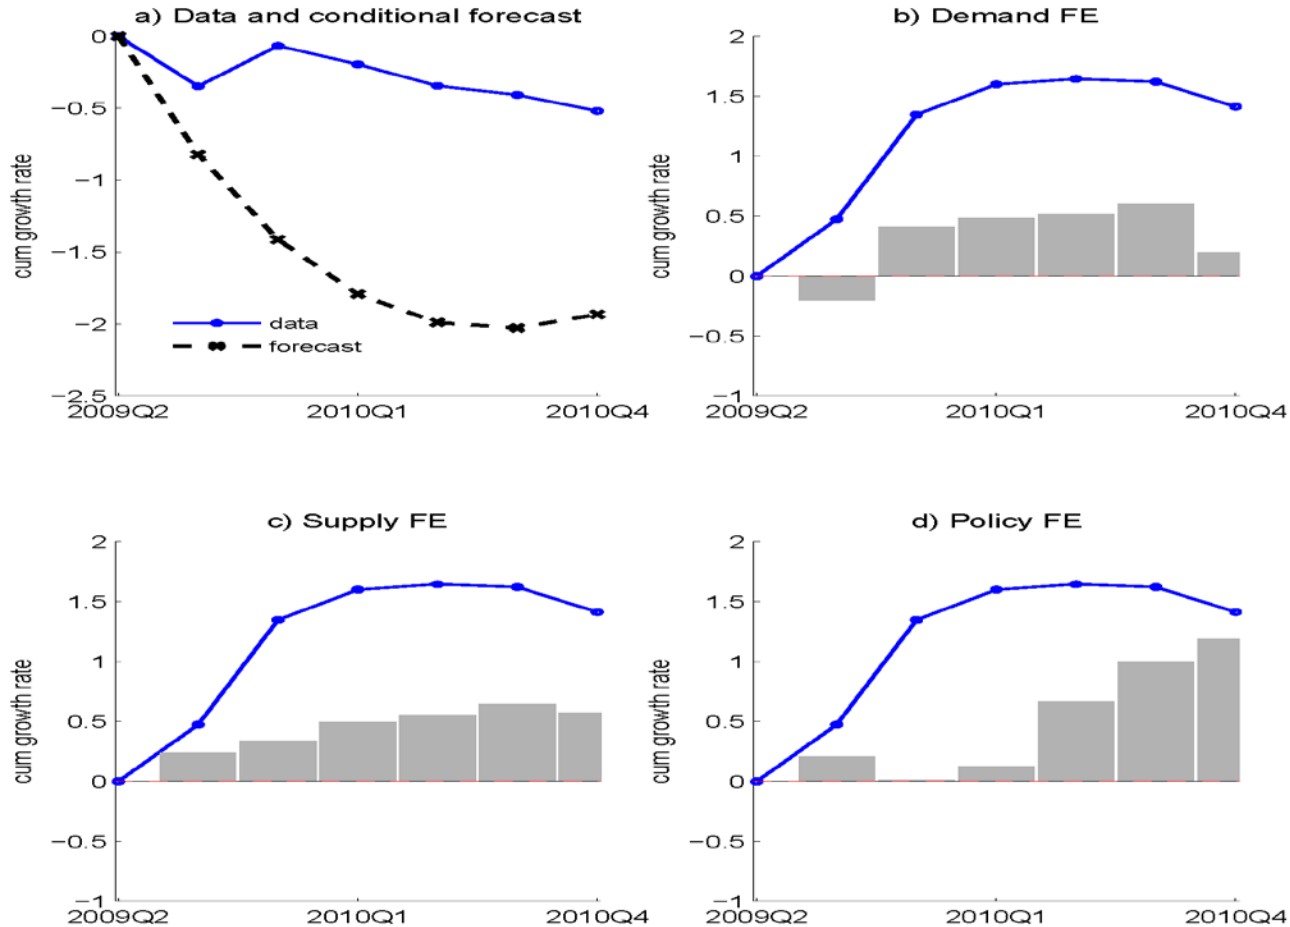 a) Data and conditional forecast
0
−0.5
−1
−1.5
−2
−2.5
cum growth rate
data
forecast
2009Q2 2010Q1 2010Q4
b) Demand FE
2
1.5
1
0.5
0
−0.5
−1
cum growth rate
2009Q2 2010Q1 2010Q4
c) Supply FE
2
1.5
1
0.5
0
−0.5
−1
cum growth rate
2009Q2 2010Q1 2010Q4
d) Policy FE
2
1.5
1
0.5
0
−0.5
−1
cum growth rate
2009Q2 2010Q1 2010Q4